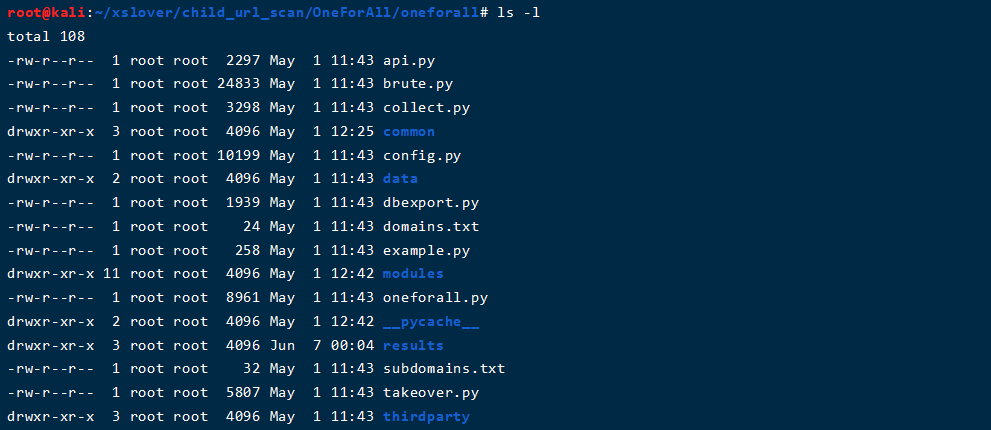 root@kali:~/xslover/child_url_scan/OneForAll/oneforall# ls -l
total 108
-rw-r--r--  1 root root  2297 May  1 11:43 api.py
-rw-r--r--  1 root root 24833 May  1 11:43 brute.py
-rw-r--r--  1 root root  3298 May  1 11:43 collect.py
drwxr-xr-x  3 root root  4096 May  1 12:25 common
-rw-r--r--  1 root root 10199 May  1 11:43 config.py
drwxr-xr-x  2 root root  4096 May  1 11:43 data
-rw-r--r--  1 root root  1939 May  1 11:43 dbexport.py
-rw-r--r--  1 root root    24 May  1 11:43 domains.txt
-rw-r--r--  1 root root   258 May  1 11:43 example.py
drwxr-xr-x 11 root root  4096 May  1 12:42 modules
-rw-r--r--  1 root root  8961 May  1 11:43 oneforall.py
drwxr-xr-x  2 root root  4096 May  1 12:42 __pycache__
drwxr-xr-x  3 root root  4096 Jun  7 00:04 results
-rw-r--r--  1 root root    32 May  1 11:43 subdomains.txt
-rw-r--r--  1 root root  5807 May  1 11:43 takeover.py
drwxr-xr-x  3 root root  4096 May  1 11:43 thirdparty